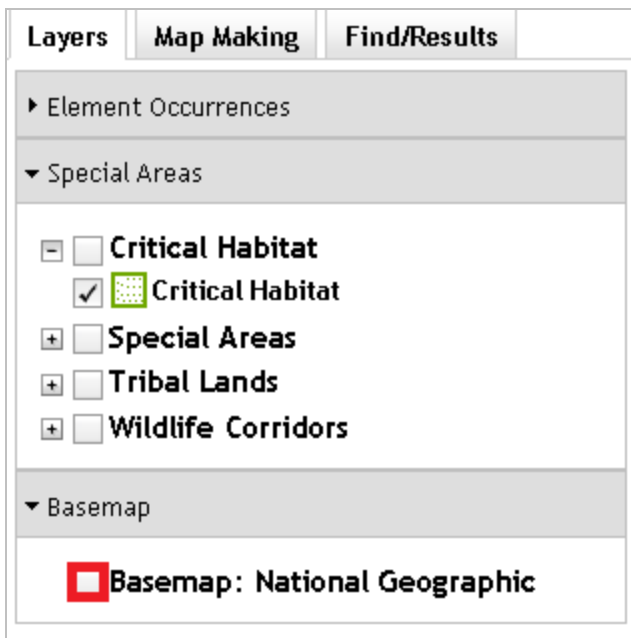 Layers Map Making Find/Results
Element Occurrences
Special Areas
Critical Habitat
Critical Habitat
Special Areas
Tribal Lands
Wildlife Corridors
Basemap
Basemap: National Geographic